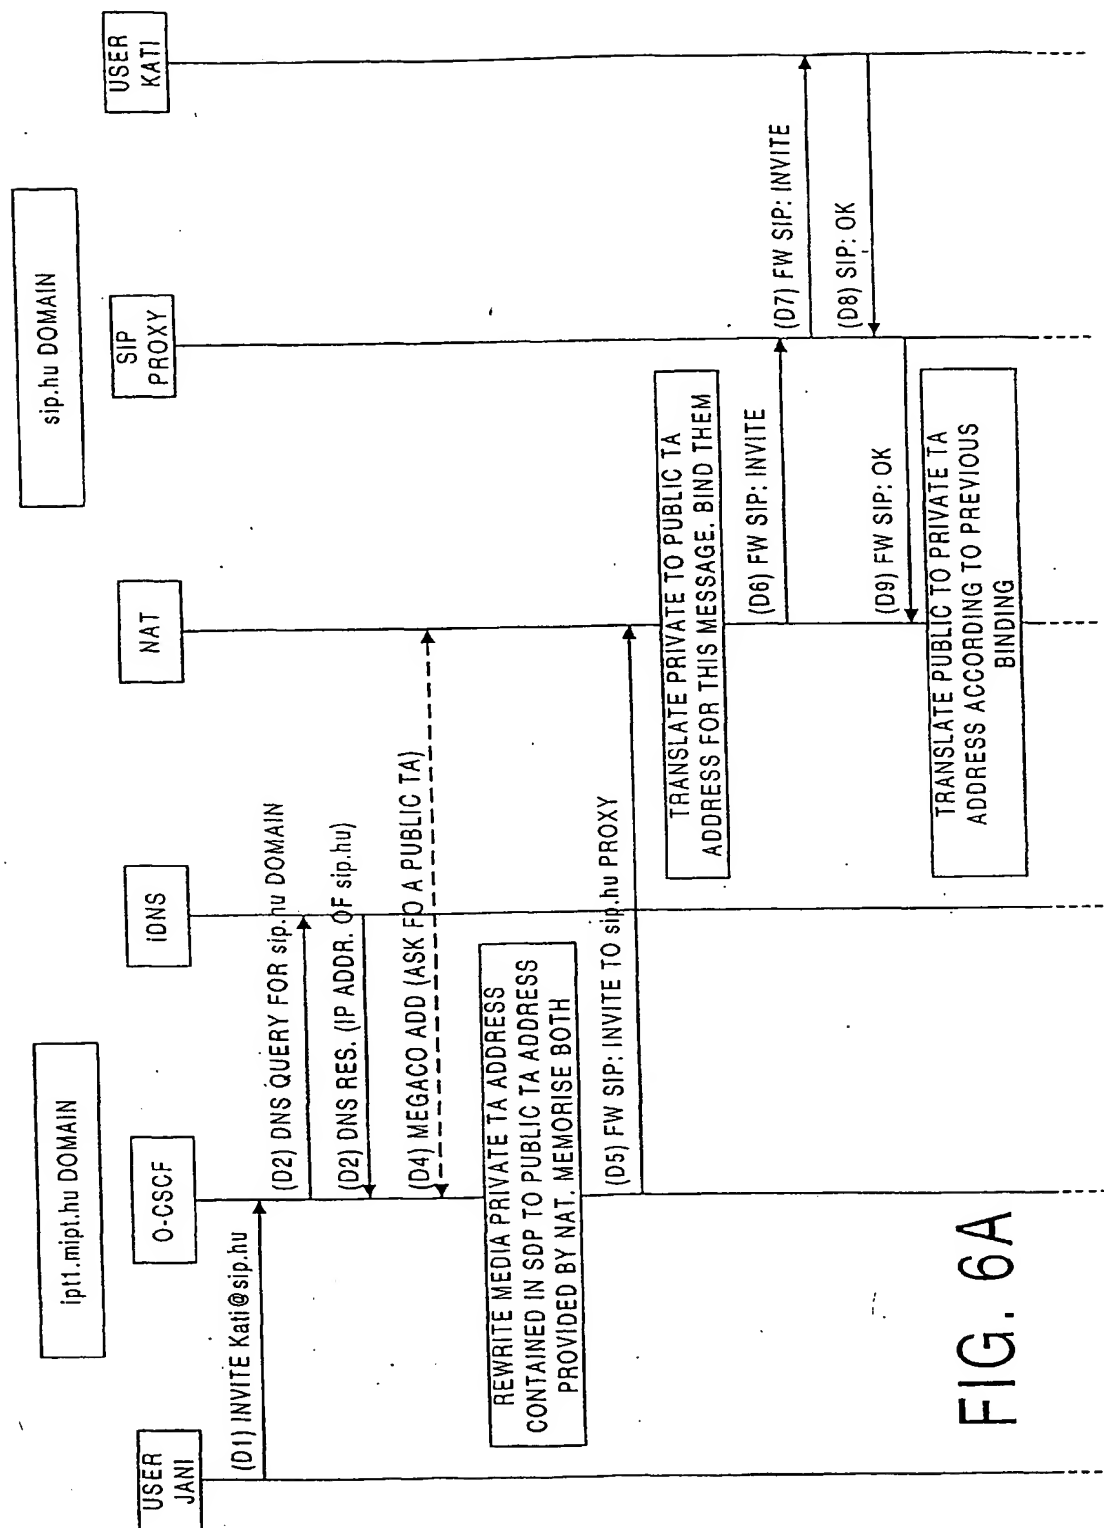 ipt1.mipt.hu DOMAIN
sip.hu DOMAIN
USER
JANI
O-CSCF
iDNS
NAT
SIP
PROXY
USER
KATI
(D1) INVITE Kati@sip.hu
(D2) DNS QUERY FOR sip.hu DOMAIN
(D2) DNS RES. (IP ADDR. OF sip.hu)
(D4) MEGACO ADD (ASK FO A PUBLIC TA)
REWRITE MEDIA PRIVATE TA ADDRESS
CONTAINED IN SDP TO PUBLIC TA ADDRESS
PROVIDED BY NAT. MEMORISE BOTH
(D5) FW SIP: INVITE TO sip.hu PROXY
TRANSLATE PRIVATE TO PUBLIC TA
ADDRESS FOR THIS MESSAGE. BIND THEM
(D6) FW SIP: INVITE
(D7) FW SIP: INVITE
(D8) SIP: OK
(D9) FW SIP: OK
TRANSLATE PUBLIC TO PRIVATE TA
ADDRESS ACCORDING TO PREVIOUS
BINDING
FIG. 6A